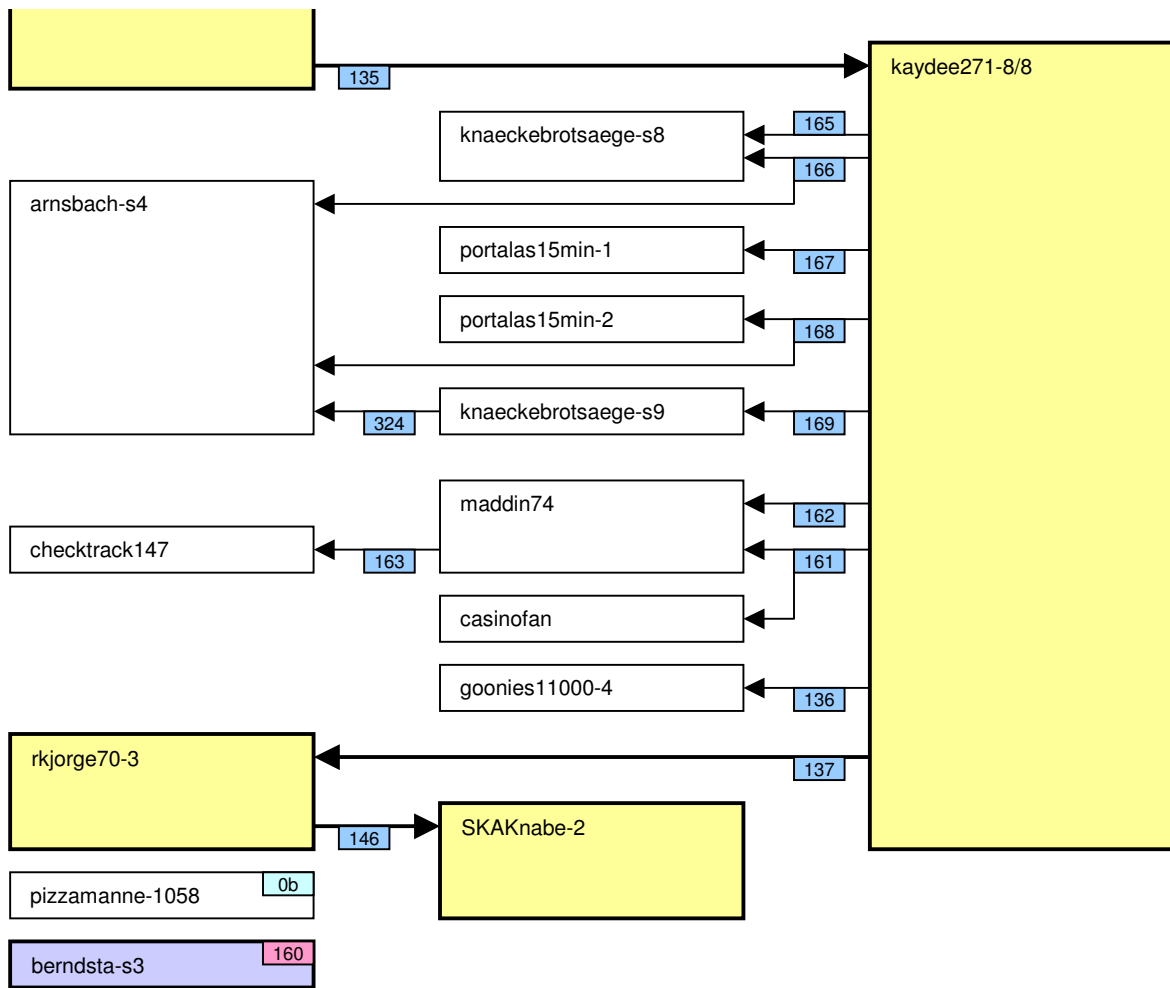 135
kaydee271-8/8
knaeckebrotsaege-s8
165
166
arnsbach-s4
portalas15min-1
167
portalas15min-2
168
324
knaeckebrotsaege-s9
169
maddin74
162
checktrack147
163
161
casinofan
goonies11000-4
136
rkjorge70-3
137
146
SKAKnabe-2
pizzamanne-1058
0b
berndsta-s3
160